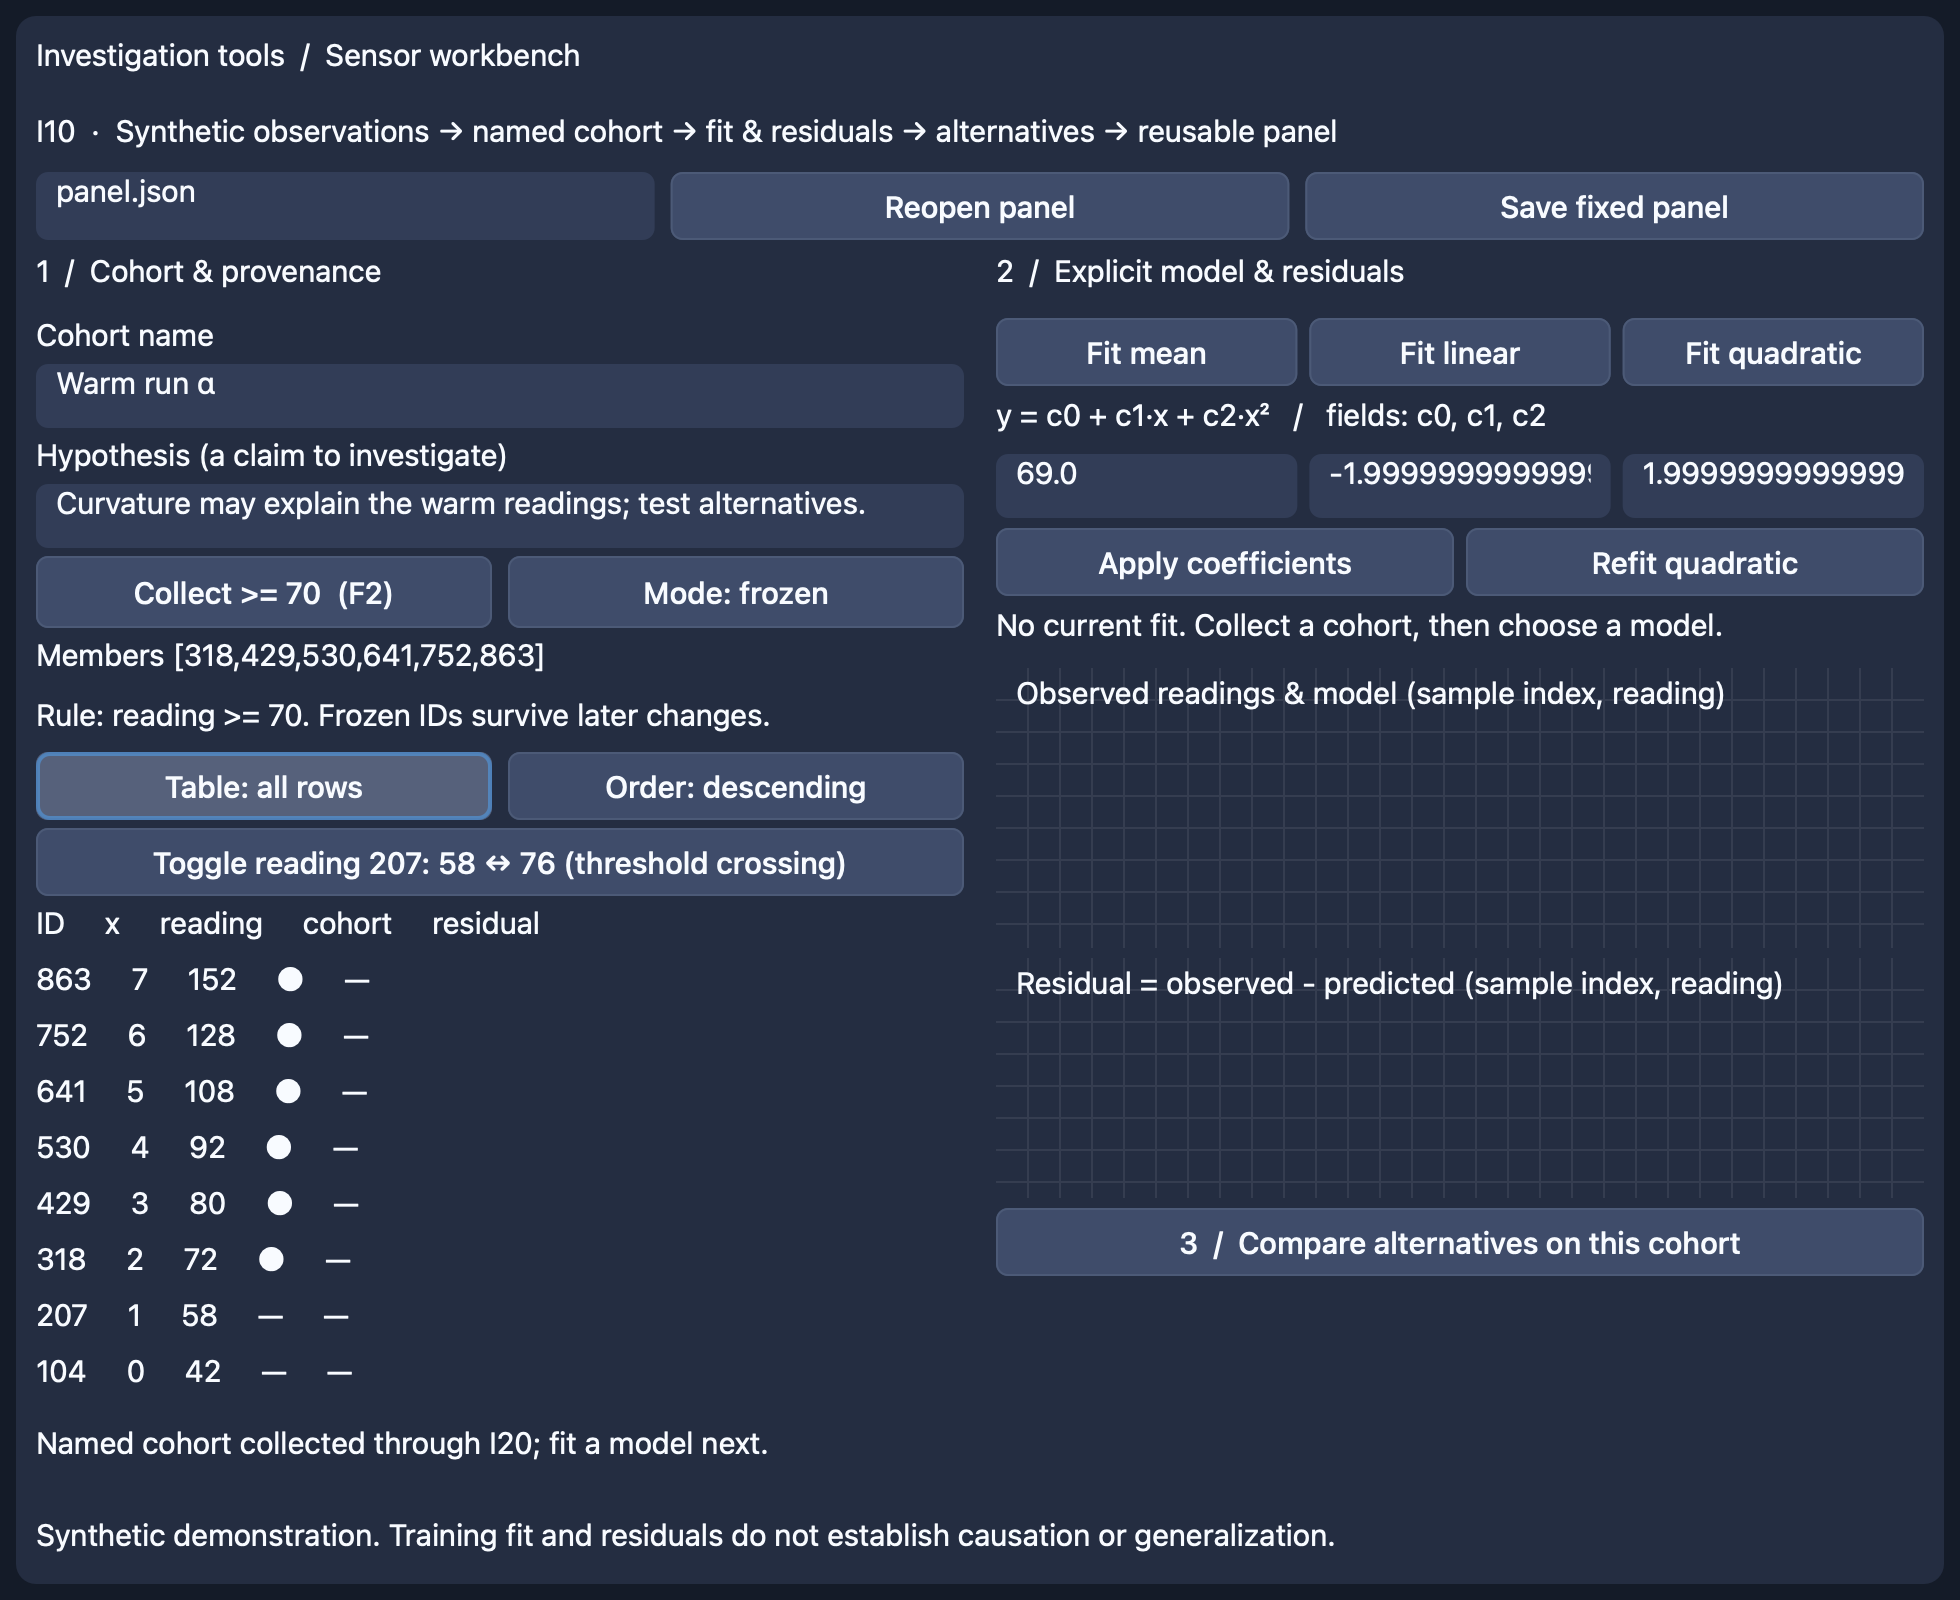 Investigation tools / Sensor workbench
I10 · Synthetic observations → named cohort → fit & residuals → alternatives → reusable panel
panel.json
Reopen panel
Save fixed panel
1 / Cohort & provenance
Cohort name
Warm run α
Hypothesis (a claim to investigate)
Curvature may explain the warm readings; test alternatives.
Collect >= 70 (F2)
Mode: frozen
Members [318,429,530,641,752,863]
Rule: reading >= 70. Frozen IDs survive later changes.
Table: all rows
Order: descending
Toggle reading 207: 58 ↔ 76 (threshold crossing)
ID x reading cohort residual
863 7 152 ● —
752 6 128 ● —
641 5 108 ● —
530 4 92 ● —
429 3 80 ● —
318 2 72 ● —
207 1 58 — —
104 0 42 — —
Named cohort collected through I20; fit a model next.
2 / Explicit model & residuals
Fit mean
Fit linear
Fit quadratic
y = c0 + c1·x + c2·x² / fields: c0, c1, c2
69.0
-1.9999999999999
1.9999999999999
Apply coefficients
Refit quadratic
No current fit. Collect a cohort, then choose a model.
Observed readings & model (sample index, reading)
Residual = observed - predicted (sample index, reading)
3 / Compare alternatives on this cohort
Synthetic demonstration. Training fit and residuals do not establish causation or generalization.